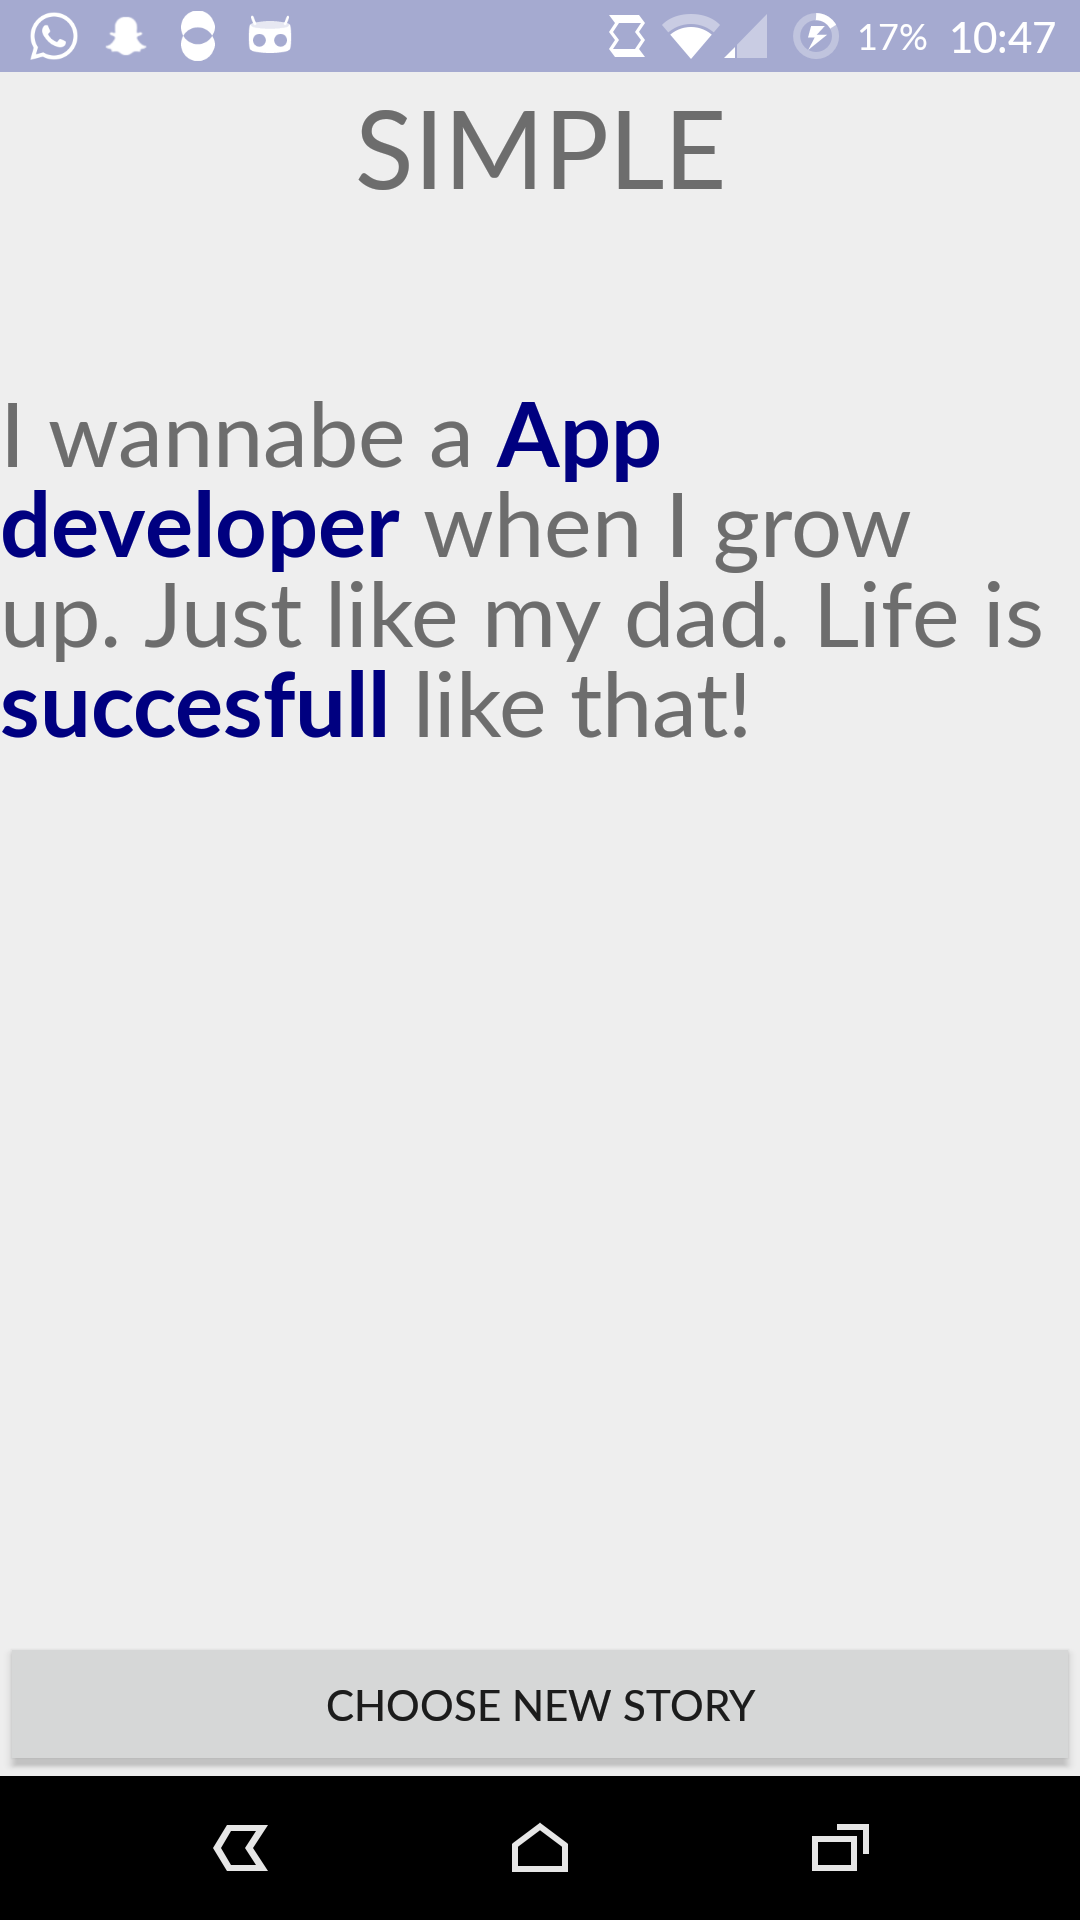 17% 10:47
SIMPLE
I wannabe a App
developer when I grow
up. Just like my dad. Life is
succesfull like that!
CHOOSE NEW STORY